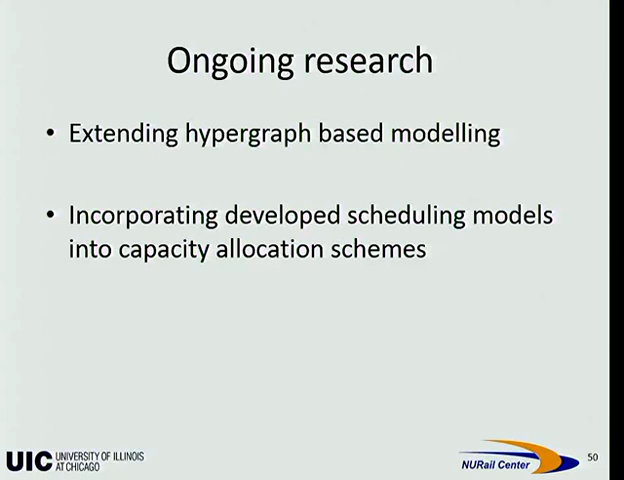 Ongoing research
• Extending hypergraph based modelling
• Incorporating developed scheduling models
into capacity allocation schemes
UIC UNIVERSITY OF ILLINOIS
AT CHICAGO
NURail Center
50